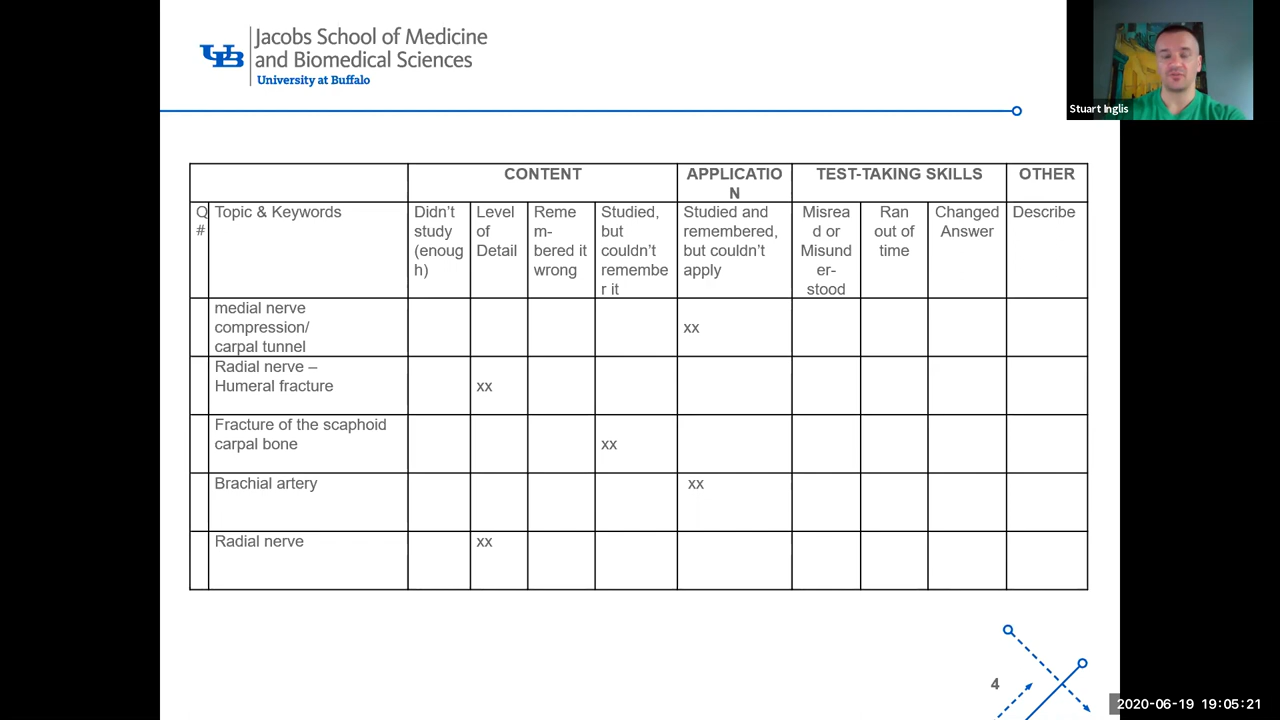 Jacobs School of Medicine
and Biomedical Sciences
University at Buffalo
UB
Stuart Inglis
CONTENT
APPLICATIO
N
TEST-TAKING SKILLS
OTHER
Q
#
Topic & Keywords
Didn’t
study
(enoug
h)
Level
of
Detail
Reme
m-
bered it
wrong
Studied,
but
couldn’t
remembe
r it
Studied and
remembered,
but couldn’t
apply
Misrea
d or
Misund
er-
stood
Ran
out of
time
Changed
Answer
Describe
medial nerve
compression/
carpal tunnel
xx
Radial nerve –
Humeral fracture
xx
Fracture of the scaphoid
carpal bone
xx
Brachial artery
xx
Radial nerve
xx
4
2020-06-19 19:05:21